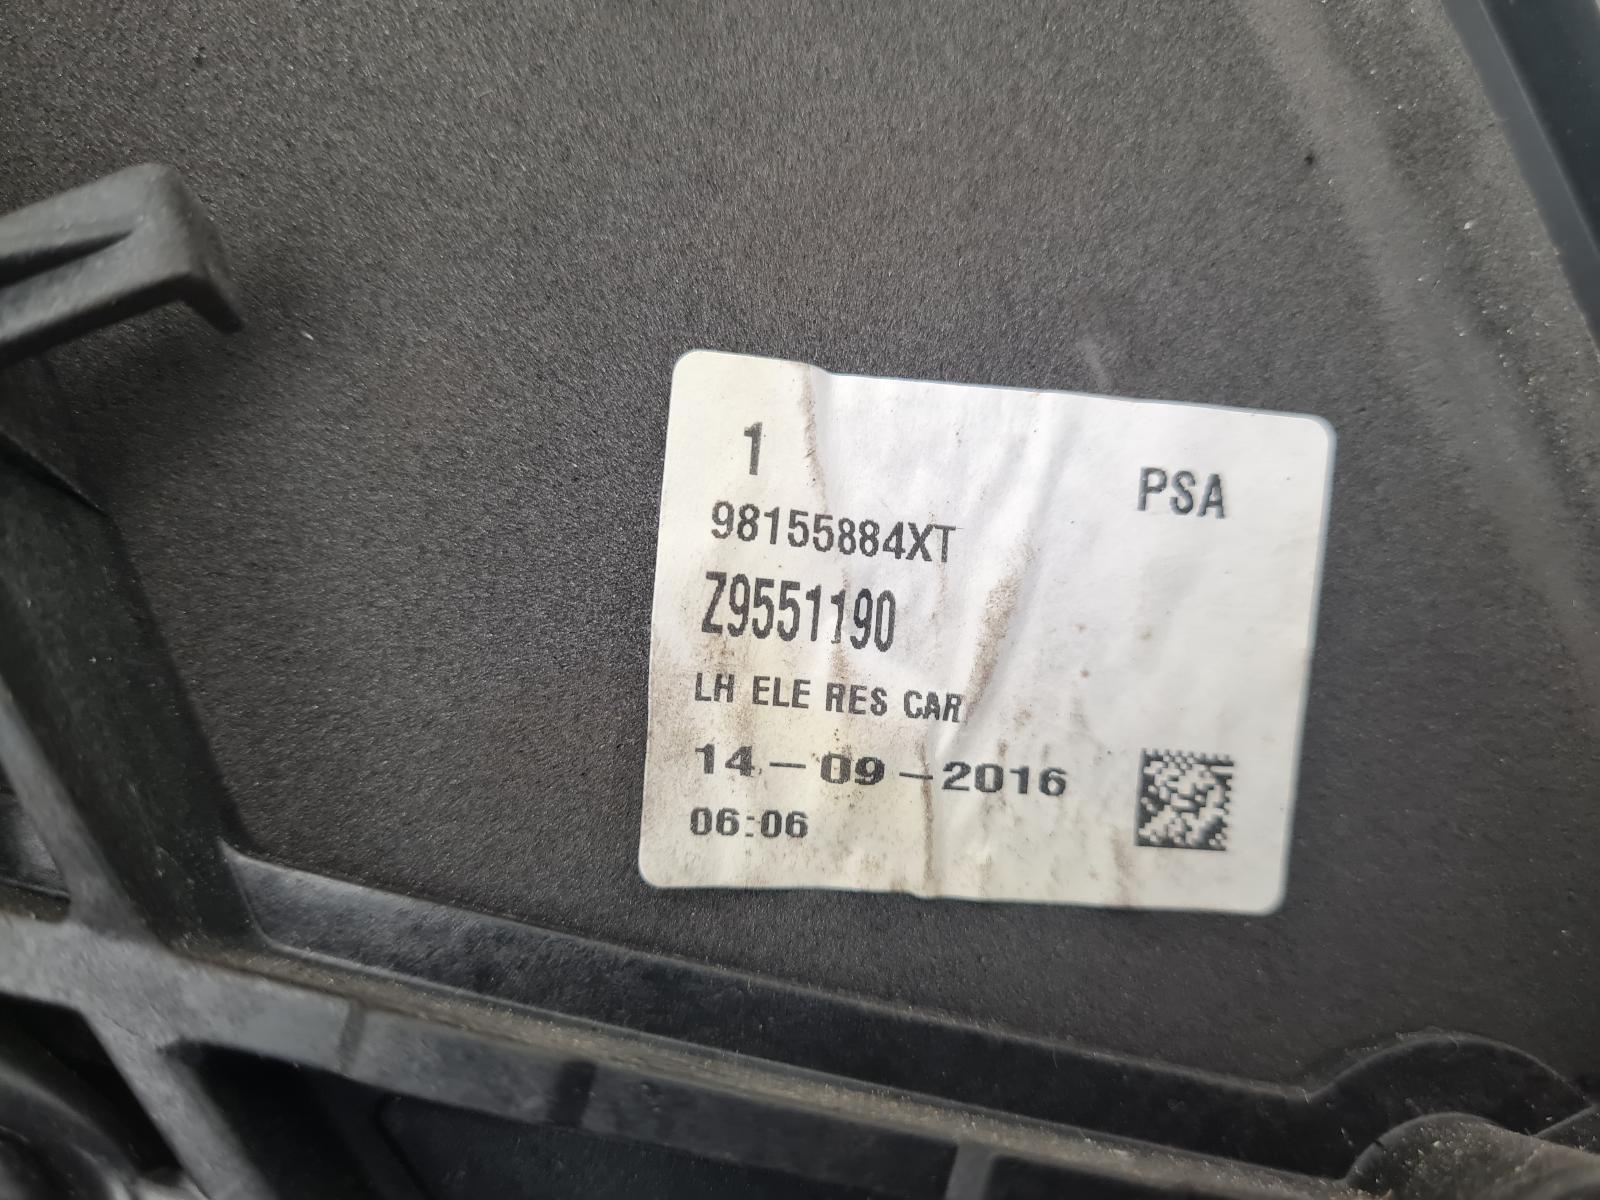 1
PSA
98155884XT
Z9551190
LH ELE RES CAR
14-09-2016
06:06